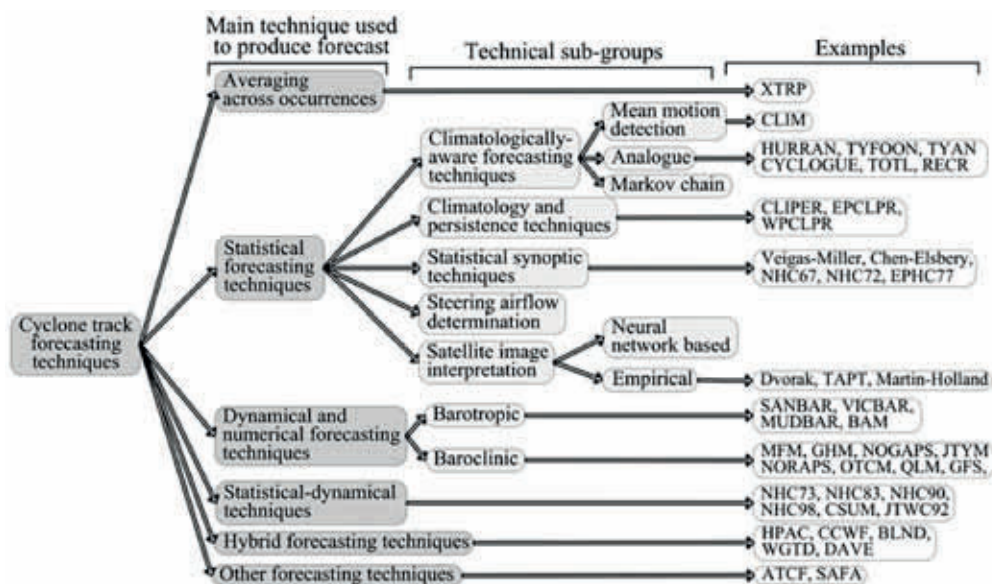 Main technique used
to produce forecast
Technical sub-groups
Examples
Averaging
across occurrences
XTRP
Mean motion
detection
CLIM
Climatologically-
aware forecasting
techniques
Analogue
HURRAN, TYFOON, TYAN
CYCLOGUE, TOTL, RECR
Markov chain
Climatology and
persistence techniques
CLIPER, EPCLPR,
WPCLPR
Statistical
forecasting
techniques
Statistical synoptic
techniques
Veigas-Miller, Chen-Elsbery,
NHC67, NHC72, EPHC77
Steering airflow
determination
Cyclone track
forecasting
techniques
Satellite image
interpretation
Neural
network based
Empirical
Dvorak, TAPT, Martin-Holland
Dynamical and
numerical forecasting
techniques
Barotropic
SANBAR, VICBAR,
MUDBAR, BAM
Baroclinic
MFM, GHM, NOGAPS, JTYM
NORAPS, OTCM, QLM, GFS,
Statistical-dynamical
techniques
NHC73, NHC83, NHC90,
NHC98, CSUM, JTWC92
Hybrid forecasting techniques
HPAC, CCWF, BLND,
WGTD, DAVE
Other forecasting techniques
ATCF, SAFA